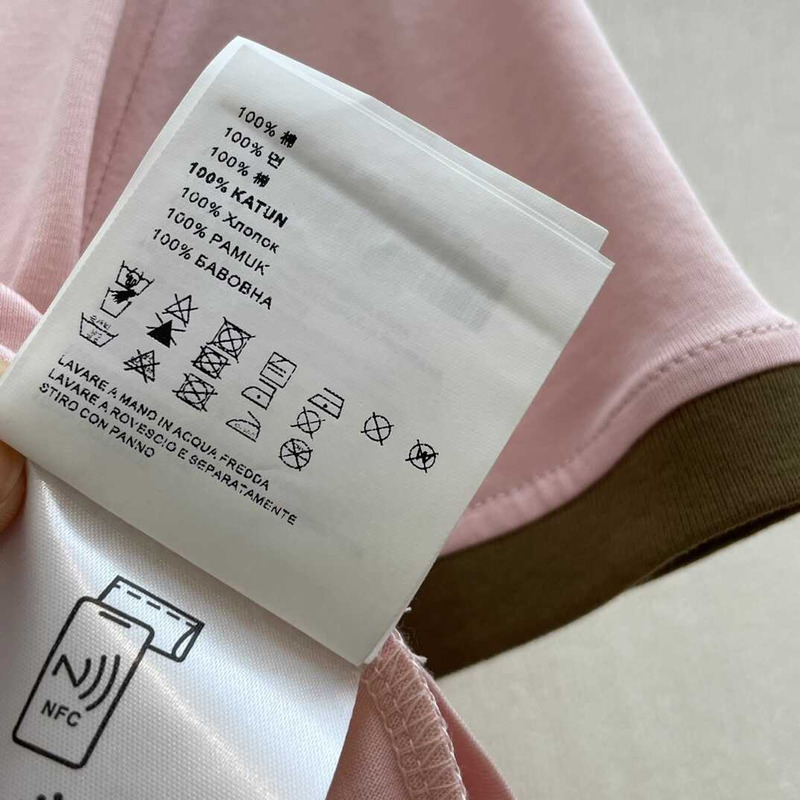 100% 棉
100% 면
100% 棉
100% KATUN
100% Хлопок
100% PAMUK
100% БАВОВНА
LAVARE A MANO IN ACQUA FREDDA
LAVARE A ROVESCIO E SEPARATAMENTE
STIRO CON PANNO
NFC